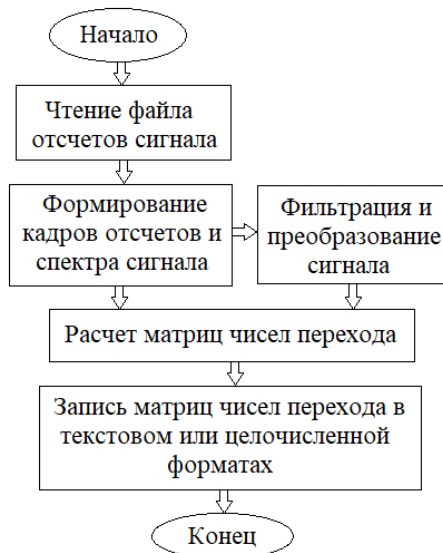 Начало
Чтение файла
отсчетов сигнала
Формирование
кадров отсчетов и
спектра сигнала
Фильтрация и
преобразование
сигнала
Расчет матриц чисел перехода
Запись матриц чисел перехода в
текстовом или целочисленной
форматах
Конец